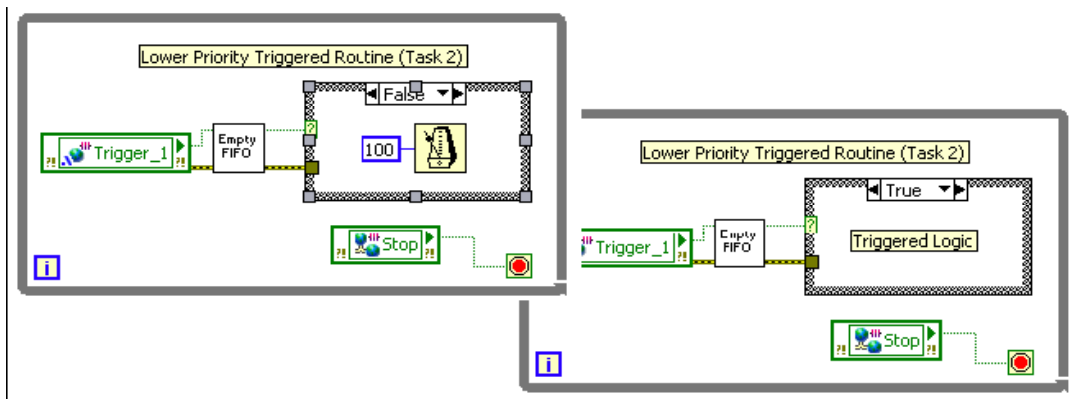 Lower Priority Triggered Routine (Task 2)
False
?
Trigger_1
?!
?!
Empty
FIFO
100
Stop
?!
?!
i
Lower Priority Triggered Routine (Task 2)
True
?
Trigger_1
?!
Empty
FIFO
Triggered Logic
Stop
?!
?!
i